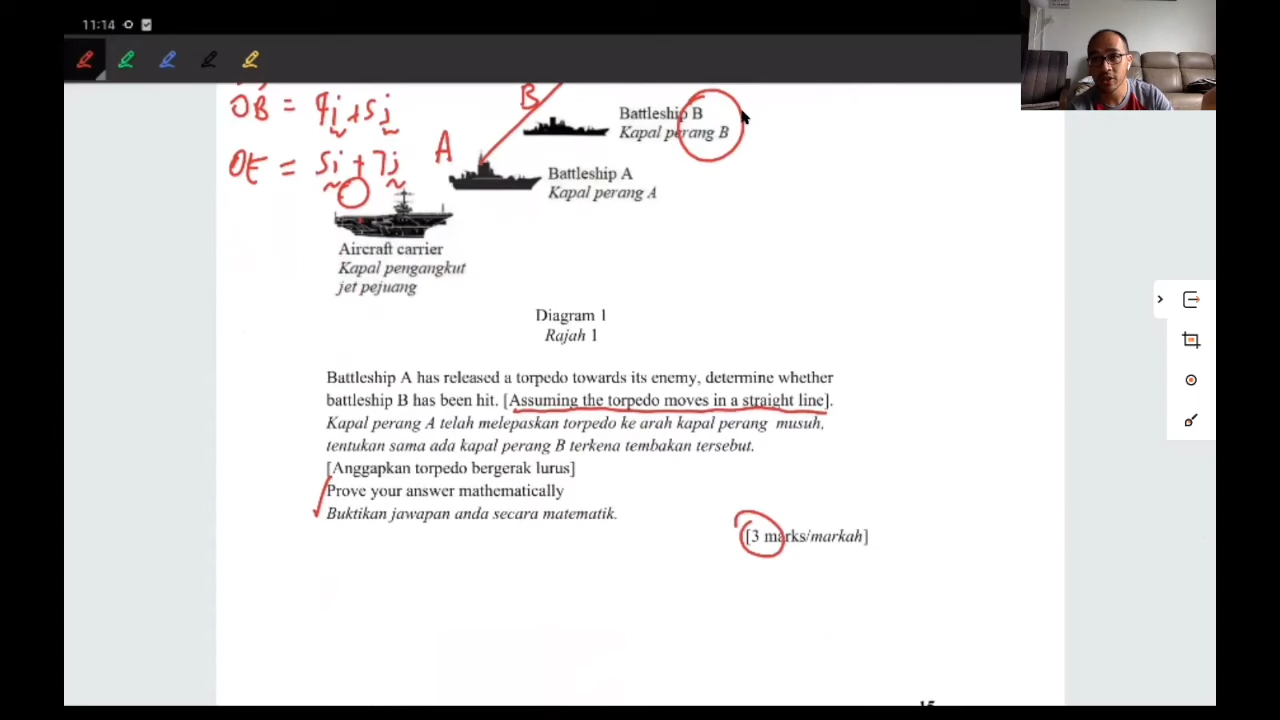 11:14
OB = 4i + 5j
B
Battleship B
Kapal perang B
OE = 5i + 7j
A
Battleship A
Kapal perang A
Aircraft carrier
Kapal pengangkut
jet pejuang
Diagram 1
Rajah 1
Battleship A has released a torpedo towards its enemy, determine whether
battleship B has been hit. [Assuming the torpedo moves in a straight line].
Kapal perang A telah melepaskan torpedo ke arah kapal perang musuh,
tentukan sama ada kapal perang B terkena tembakan tersebut.
[Anggapkan torpedo bergerak lurus]
Prove your answer mathematically
Buktikan jawapan anda secara matematik.
[3 marks/markah]